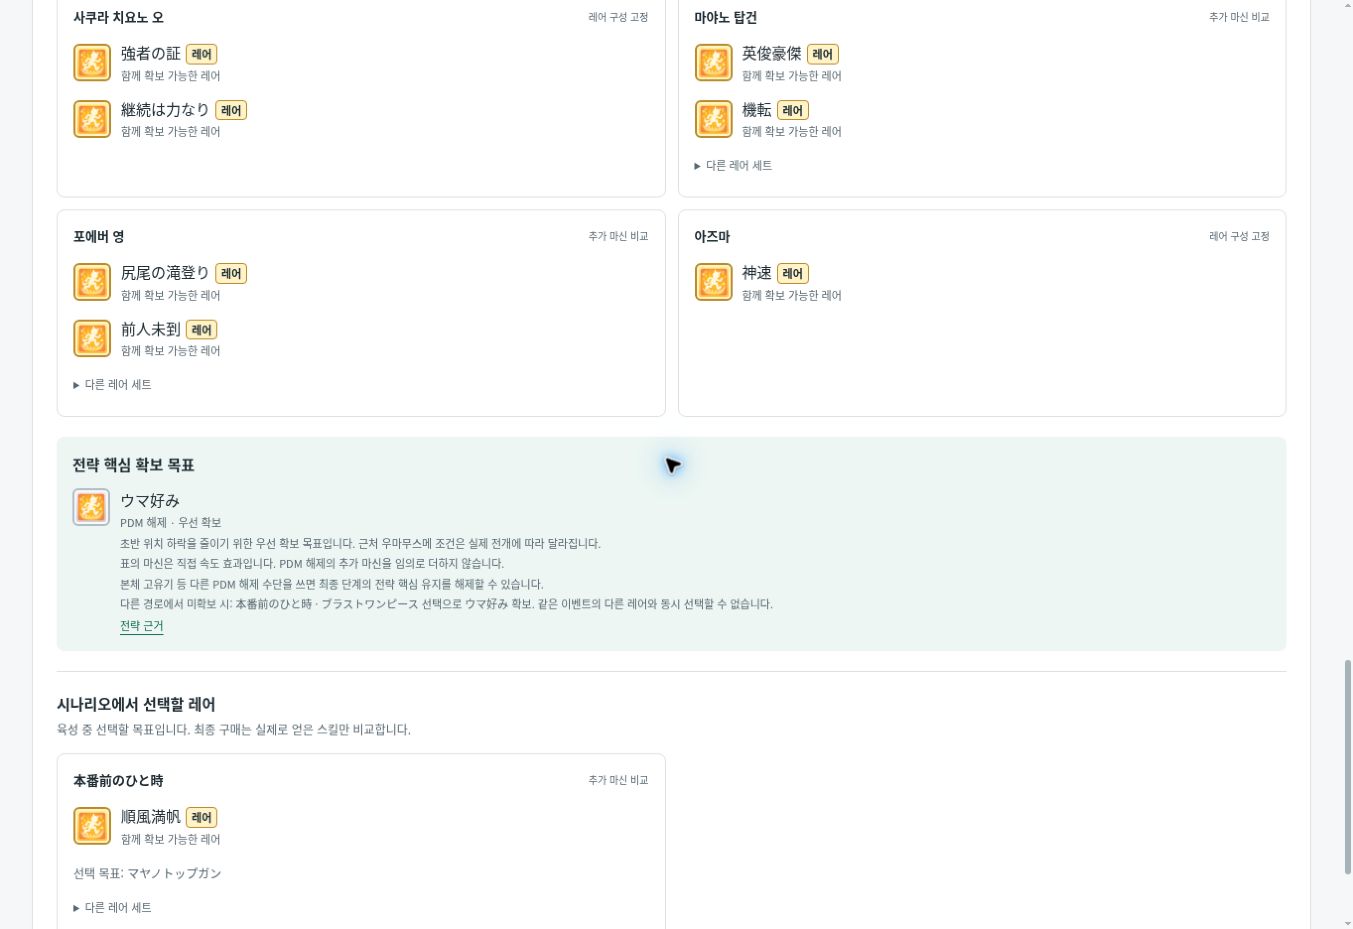 사쿠라 치요노 오
레어 구성 고정
強者の証 레어
함께 확보 가능한 레어
継続は力なり 레어
함께 확보 가능한 레어
마야노 탑건
추가 마신 비교
英俊豪傑 레어
함께 확보 가능한 레어
機転 레어
함께 확보 가능한 레어
▶ 다른 레어 세트
포에버 영
추가 마신 비교
尻尾の滝登り 레어
함께 확보 가능한 레어
前人未到 레어
함께 확보 가능한 레어
▶ 다른 레어 세트
아즈마
레어 구성 고정
神速 레어
함께 확보 가능한 레어
전략 핵심 확보 목표
ウマ好み
PDM 해제 · 우선 확보
초반 위치 하락을 줄이기 위한 우선 확보 목표입니다. 근처 우마무스메 조건은 실제 전개에 따라 달라집니다.
표의 마신은 직접 속도 효과입니다. PDM 해제의 추가 마신을 임의로 더하지 않습니다.
본체 고유기 등 다른 PDM 해제 수단을 쓰면 최종 단계의 전략 핵심 유지를 해제할 수 있습니다.
다른 경로에서 미확보 시: 本番前のひと時 · ブラストワンピース 선택으로 ウマ好み 확보. 같은 이벤트의 다른 레어와 동시 선택할 수 없습니다.
전략 근거
시나리오에서 선택할 레어
육성 중 선택할 목표입니다. 최종 구매는 실제로 얻은 스킬만 비교합니다.
本番前のひと時
추가 마신 비교
順風満帆 레어
함께 확보 가능한 레어
선택 목표: マヤノトップガン
▶ 다른 레어 세트